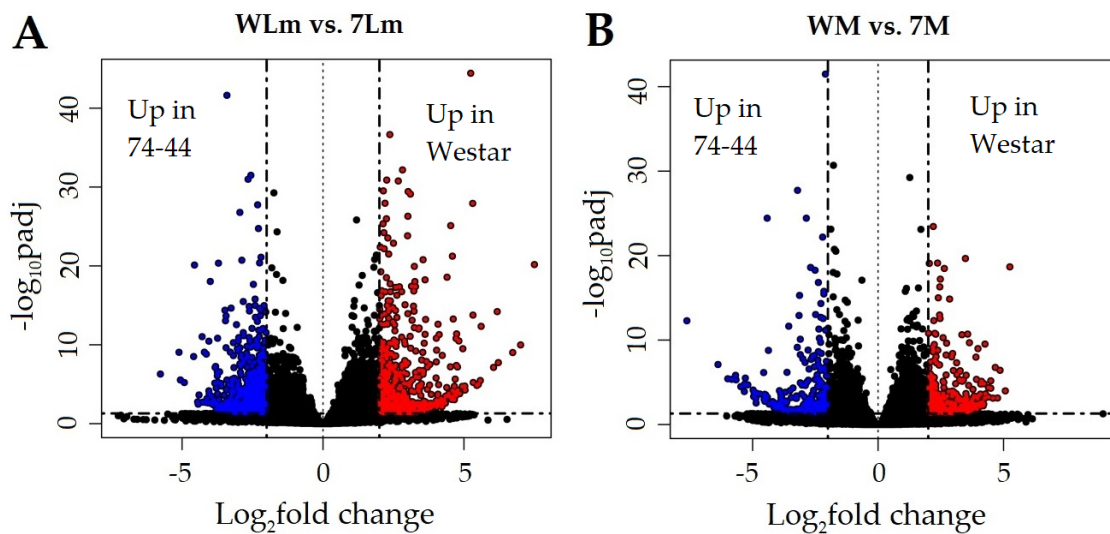 A
WLm vs. 7Lm
-log₁₀padj
40
30
20
10
0
Up in
74-44
Up in
Westar
-5
0
5
Log₂fold change
B
WM vs. 7M
-log₁₀padj
40
30
20
10
0
Up in
74-44
Up in
Westar
-5
0
5
Log₂fold change